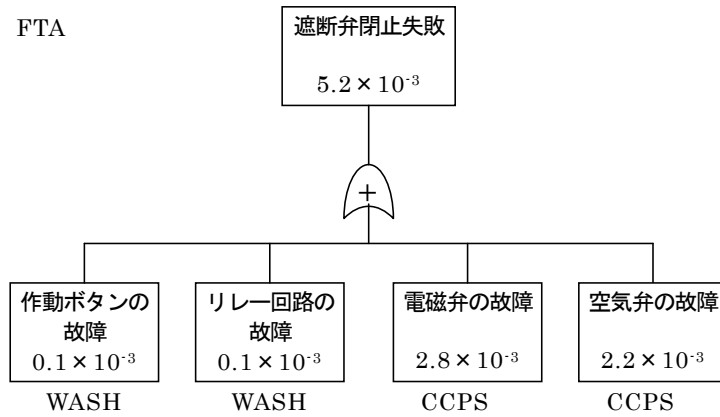 FTA
遮断弁閉止失敗
5.2×10-3
+
作動ボタンの
故障
0.1×10-3
WASH
リレー回路の
故障
0.1×10-3
WASH
電磁弁の故障
2.8×10-3
CCPS
空気弁の故障
2.2×10-3
CCPS